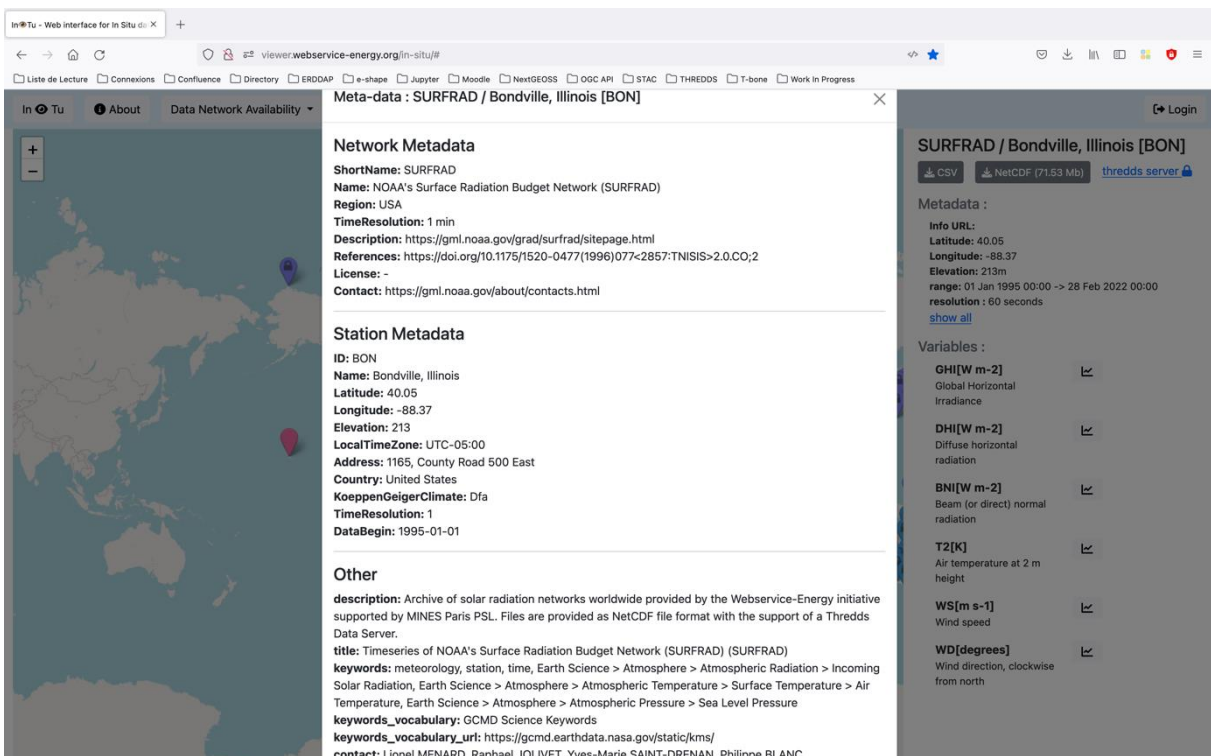 In Tu - Web interface for In Situ da
viewer.webservice-energy.org/in-situ/#
Liste de Lecture Connexions Confluence Directory ERDDAP e-shape Jupyter Moodle NextGEOSS OGC API STAC THREDDS T-bone Work In Progress
In Tu About Data Network Availability
Login
+
−
Meta-data : SURFRAD / Bondville, Illinois [BON]
Network Metadata
ShortName: SURFRAD
Name: NOAA's Surface Radiation Budget Network (SURFRAD)
Region: USA
TimeResolution: 1 min
Description: https://gml.noaa.gov/grad/surfrad/sitepage.html
References: https://doi.org/10.1175/1520-0477(1996)077<2857:TNISIS>2.0.CO;2
License: -
Contact: https://gml.noaa.gov/about/contacts.html
Station Metadata
ID: BON
Name: Bondville, Illinois
Latitude: 40.05
Longitude: -88.37
Elevation: 213
LocalTimeZone: UTC-05:00
Address: 1165, County Road 500 East
Country: United States
KoeppenGeigerClimate: Dfa
TimeResolution: 1
DataBegin: 1995-01-01
Other
description: Archive of solar radiation networks worldwide provided by the Webservice-Energy initiative
supported by MINES Paris PSL. Files are provided as NetCDF file format with the support of a Thredds
Data Server.
title: Timeseries of NOAA's Surface Radiation Budget Network (SURFRAD) (SURFRAD)
keywords: meteorology, station, time, Earth Science > Atmosphere > Atmospheric Radiation > Incoming
Solar Radiation, Earth Science > Atmosphere > Atmospheric Temperature > Surface Temperature > Air
Temperature, Earth Science > Atmosphere > Atmospheric Pressure > Sea Level Pressure
keywords_vocabulary: GCMD Science Keywords
keywords_vocabulary_url: https://gcmd.earthdata.nasa.gov/static/kms/
contact: Lionel MENARD, Raphael JOLIVET, Yves-Marie SAINT-DRENAN, Philippe BLANC
SURFRAD / Bondville, Illinois [BON]
CSV NetCDF (71.53 Mb) thredds server
Metadata :
Info URL:
Latitude: 40.05
Longitude: -88.37
Elevation: 213m
range: 01 Jan 1995 00:00 -> 28 Feb 2022 00:00
resolution : 60 seconds
show all
Variables :
GHI[W m-2]
Global Horizontal
Irradiance
DHI[W m-2]
Diffuse horizontal
radiation
BNI[W m-2]
Beam (or direct) normal
radiation
T2[K]
Air temperature at 2 m
height
WS[m s-1]
Wind speed
WD[degrees]
Wind direction, clockwise
from north